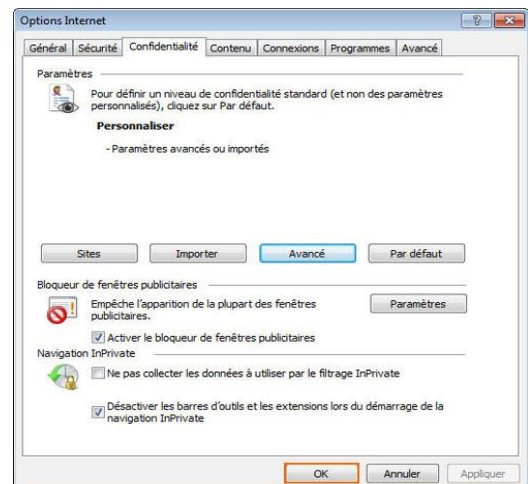 Options Internet
Général Sécurité Confidentialité Contenu Connexions Programmes Avancé
Paramètres
Pour définir un niveau de confidentialité standard (et non des paramètres
personnalisés), cliquez sur Par défaut.
Personnaliser
- Paramètres avancés ou importés
Sites Importer Avancé Par défaut
Bloqueur de fenêtres publicitaires
Empêche l'apparition de la plupart des fenêtres
publicitaires.
Paramètres
Activer le bloqueur de fenêtres publicitaires
Navigation InPrivate
Ne pas collecter les données à utiliser par le filtrage InPrivate
Désactiver les barres d'outils et les extensions lors du démarrage de la
navigation InPrivate
OK Annuler Appliquer